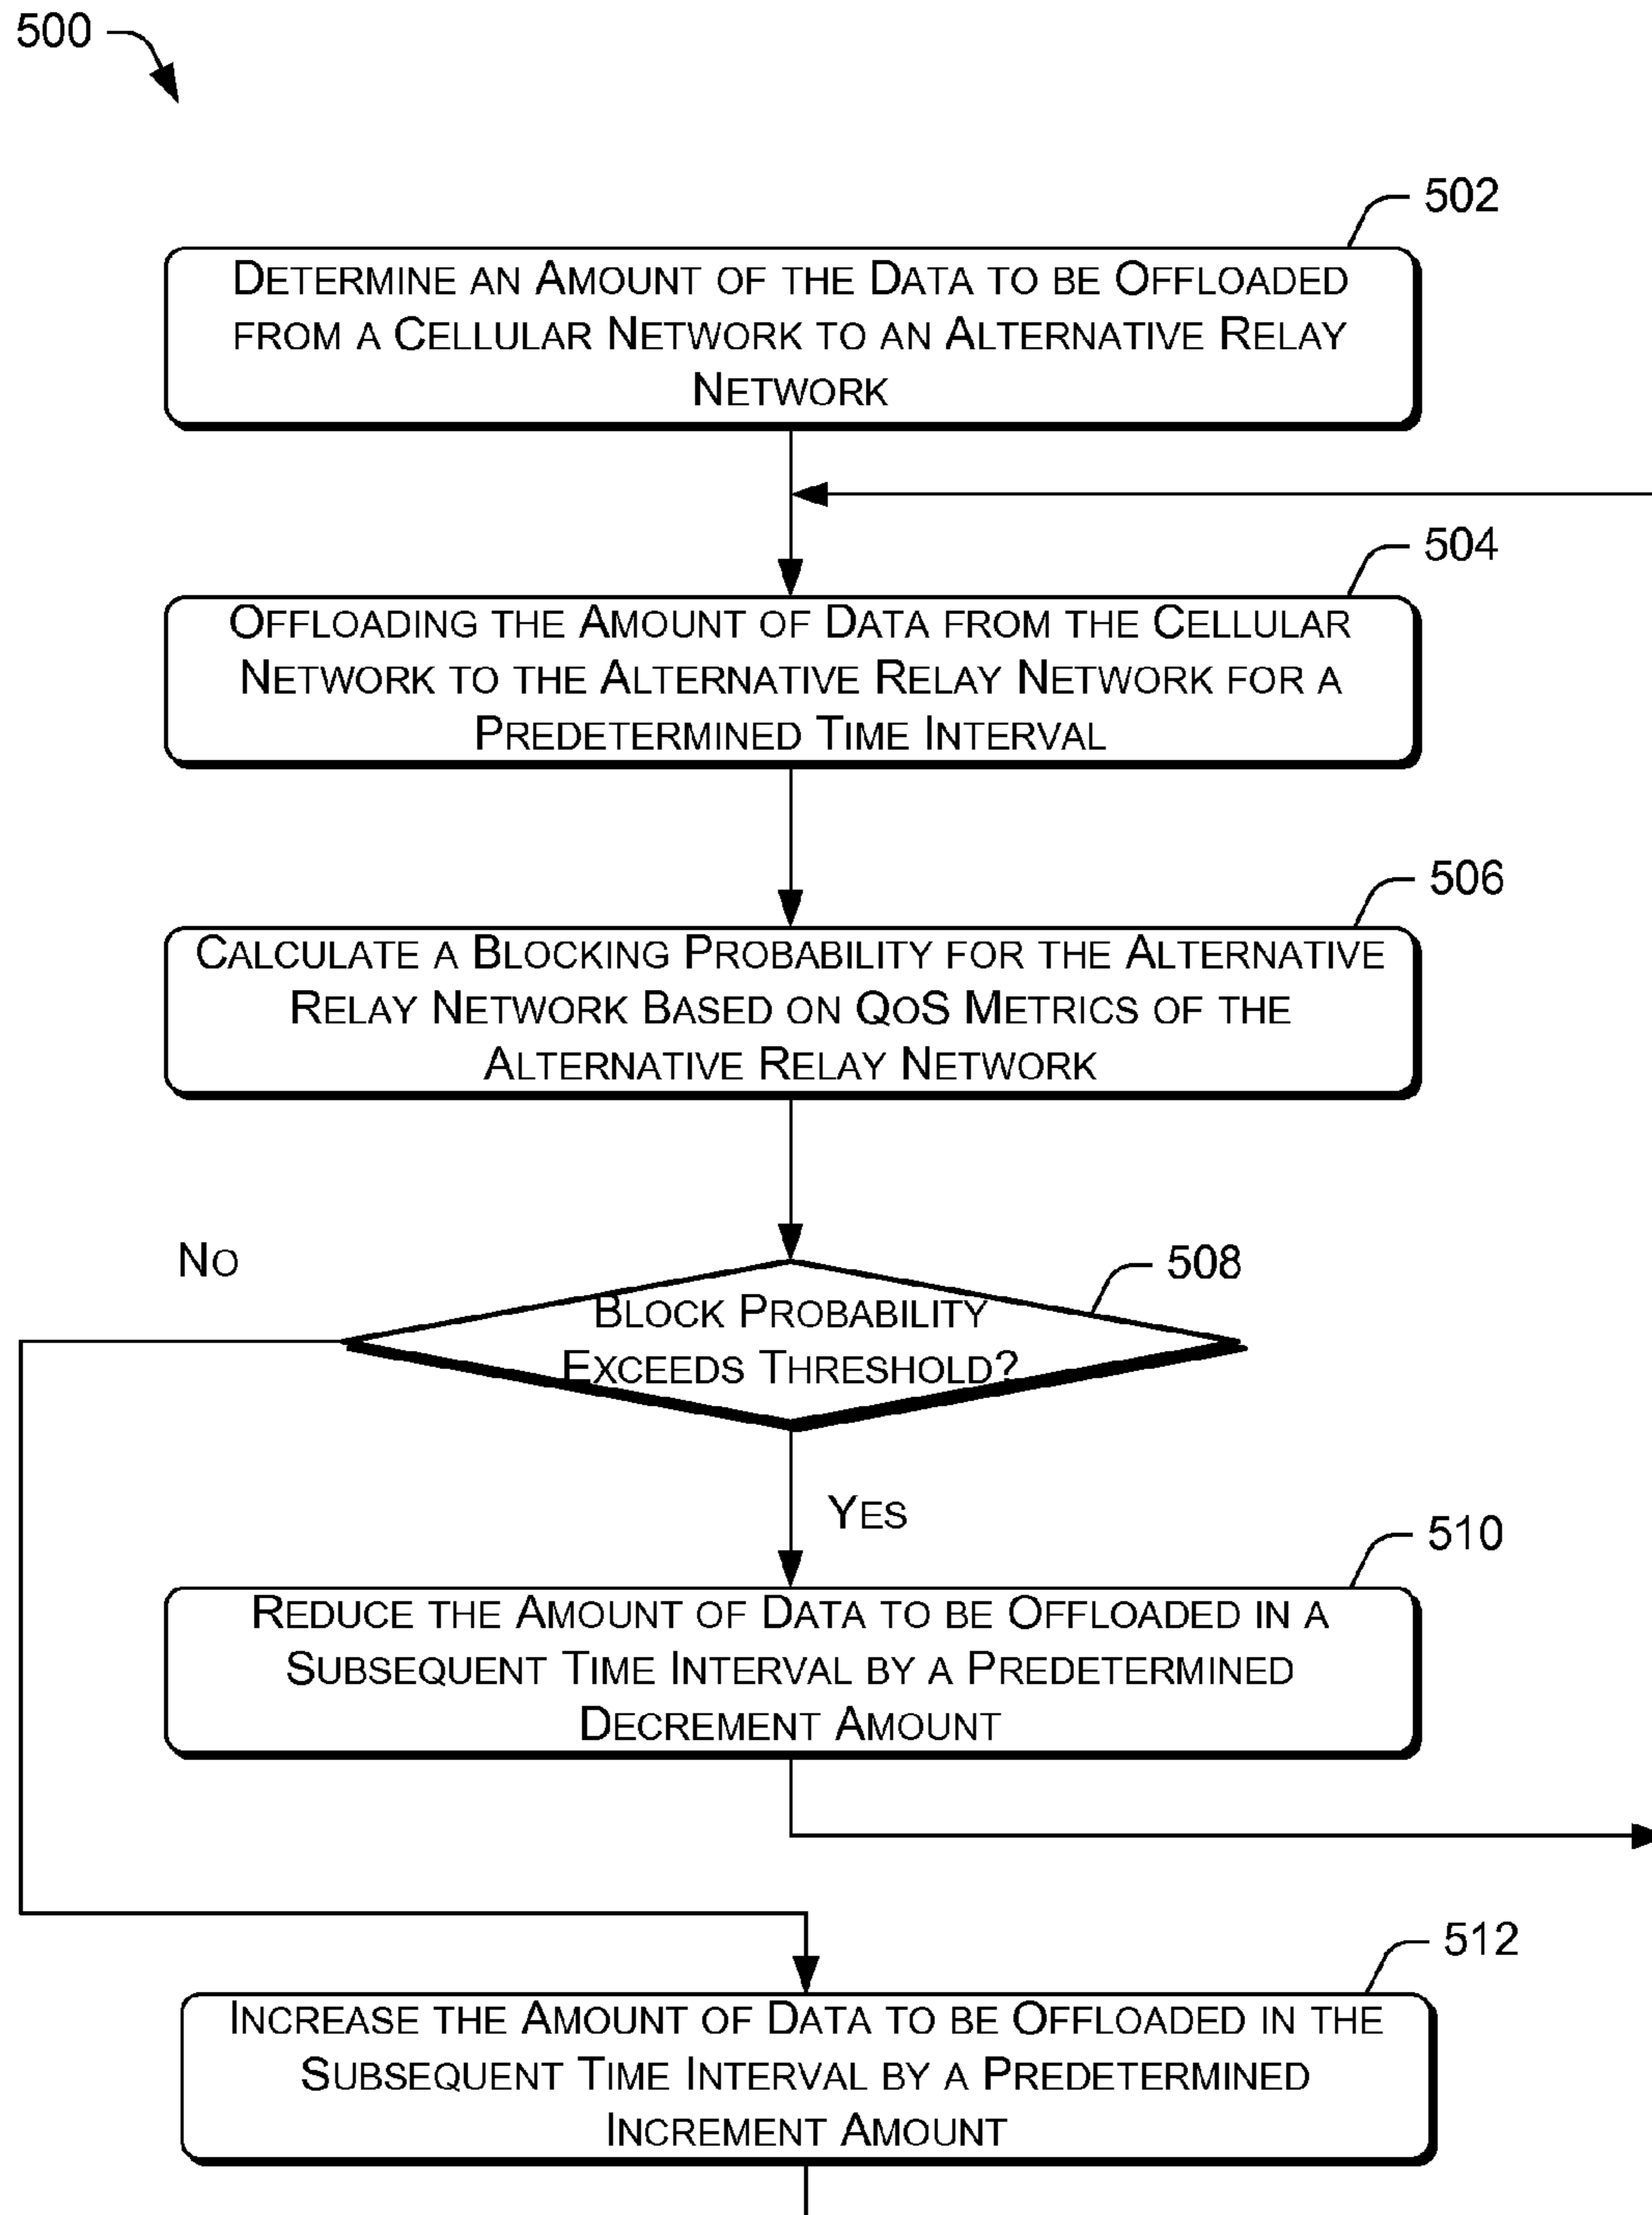 500
502
DETERMINE AN AMOUNT OF THE DATA TO BE OFFLOADED
FROM A CELLULAR NETWORK TO AN ALTERNATIVE RELAY
NETWORK
504
OFFLOADING THE AMOUNT OF DATA FROM THE CELLULAR
NETWORK TO THE ALTERNATIVE RELAY NETWORK FOR A
PREDETERMINED TIME INTERVAL
506
CALCULATE A BLOCKING PROBABILITY FOR THE ALTERNATIVE
RELAY NETWORK BASED ON QOS METRICS OF THE
ALTERNATIVE RELAY NETWORK
NO
508
BLOCK PROBABILITY
EXCEEDS THRESHOLD?
YES
510
REDUCE THE AMOUNT OF DATA TO BE OFFLOADED IN A
SUBSEQUENT TIME INTERVAL BY A PREDETERMINED
DECREMENT AMOUNT
512
INCREASE THE AMOUNT OF DATA TO BE OFFLOADED IN THE
SUBSEQUENT TIME INTERVAL BY A PREDETERMINED
INCREMENT AMOUNT